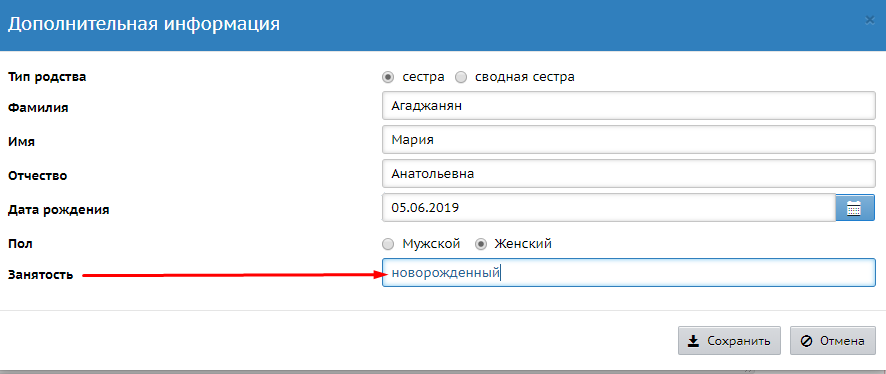 Дополнительная информация ×
Тип родства сестра сводная сестра
Фамилия Агаджанян
Имя Мария
Отчество Анатольевна
Дата рождения 05.06.2019
Пол Мужской Женский
Занятость новорожденный
Сохранить Отмена